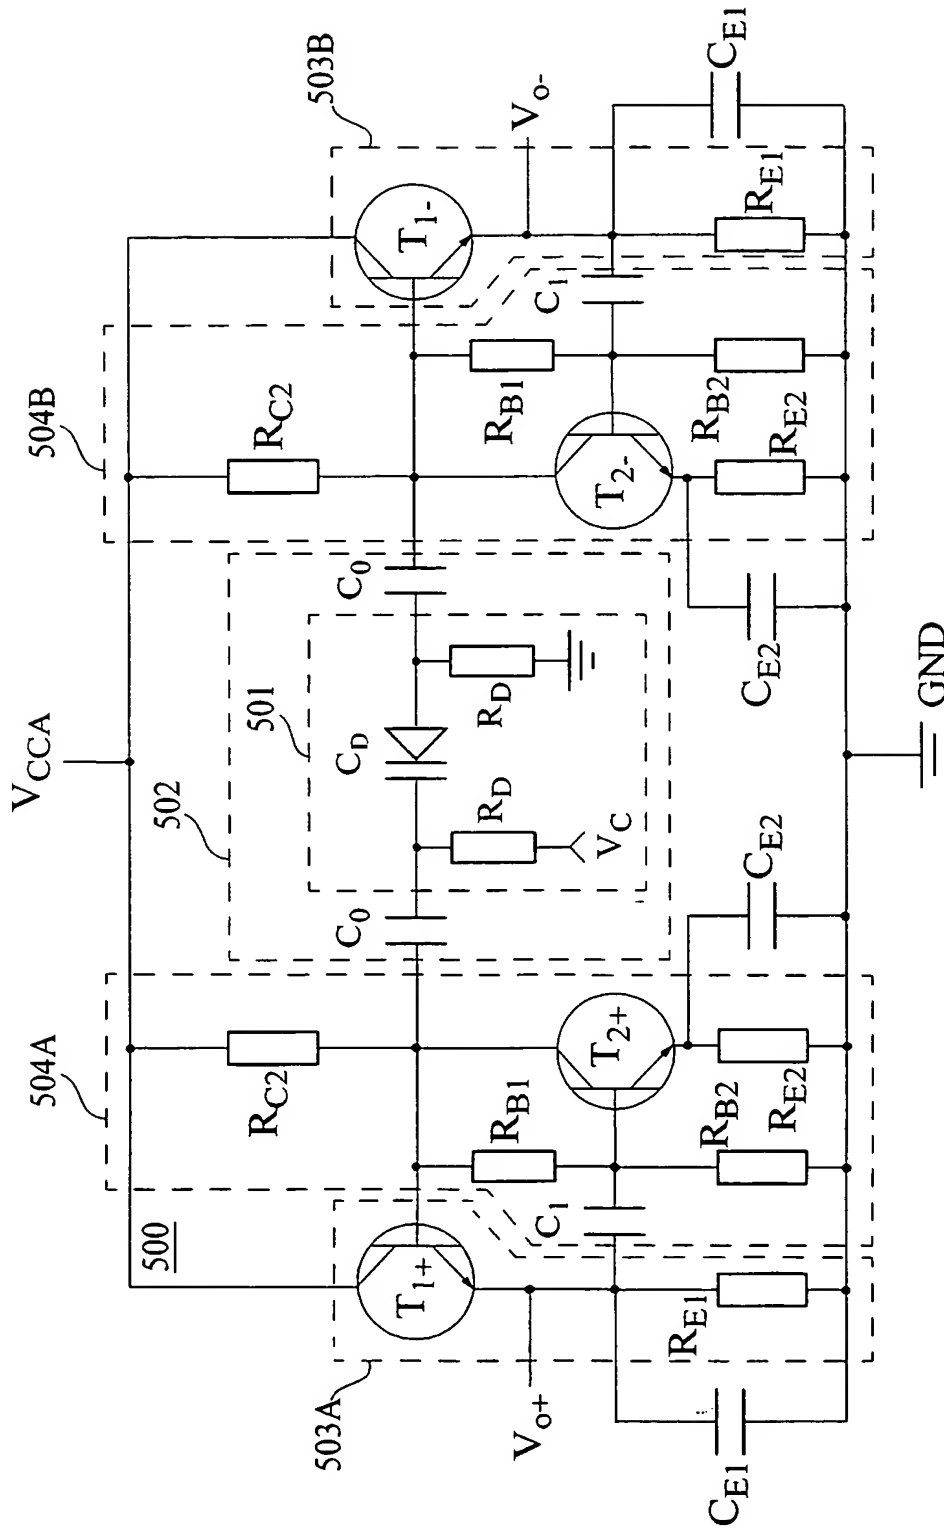 500
V_CCA
503A
504A
502
501
504B
503B
R_C2
R_C2
T_1+
T_1-
C_0
C_D
C_0
R_D
R_D
V_C
V_o+
V_o-
R_B1
R_B1
C_1
C_1
T_2+
T_2-
R_E1
R_B2
R_E2
R_B2
R_E2
R_E1
C_E1
C_E2
C_E2
C_E1
GND